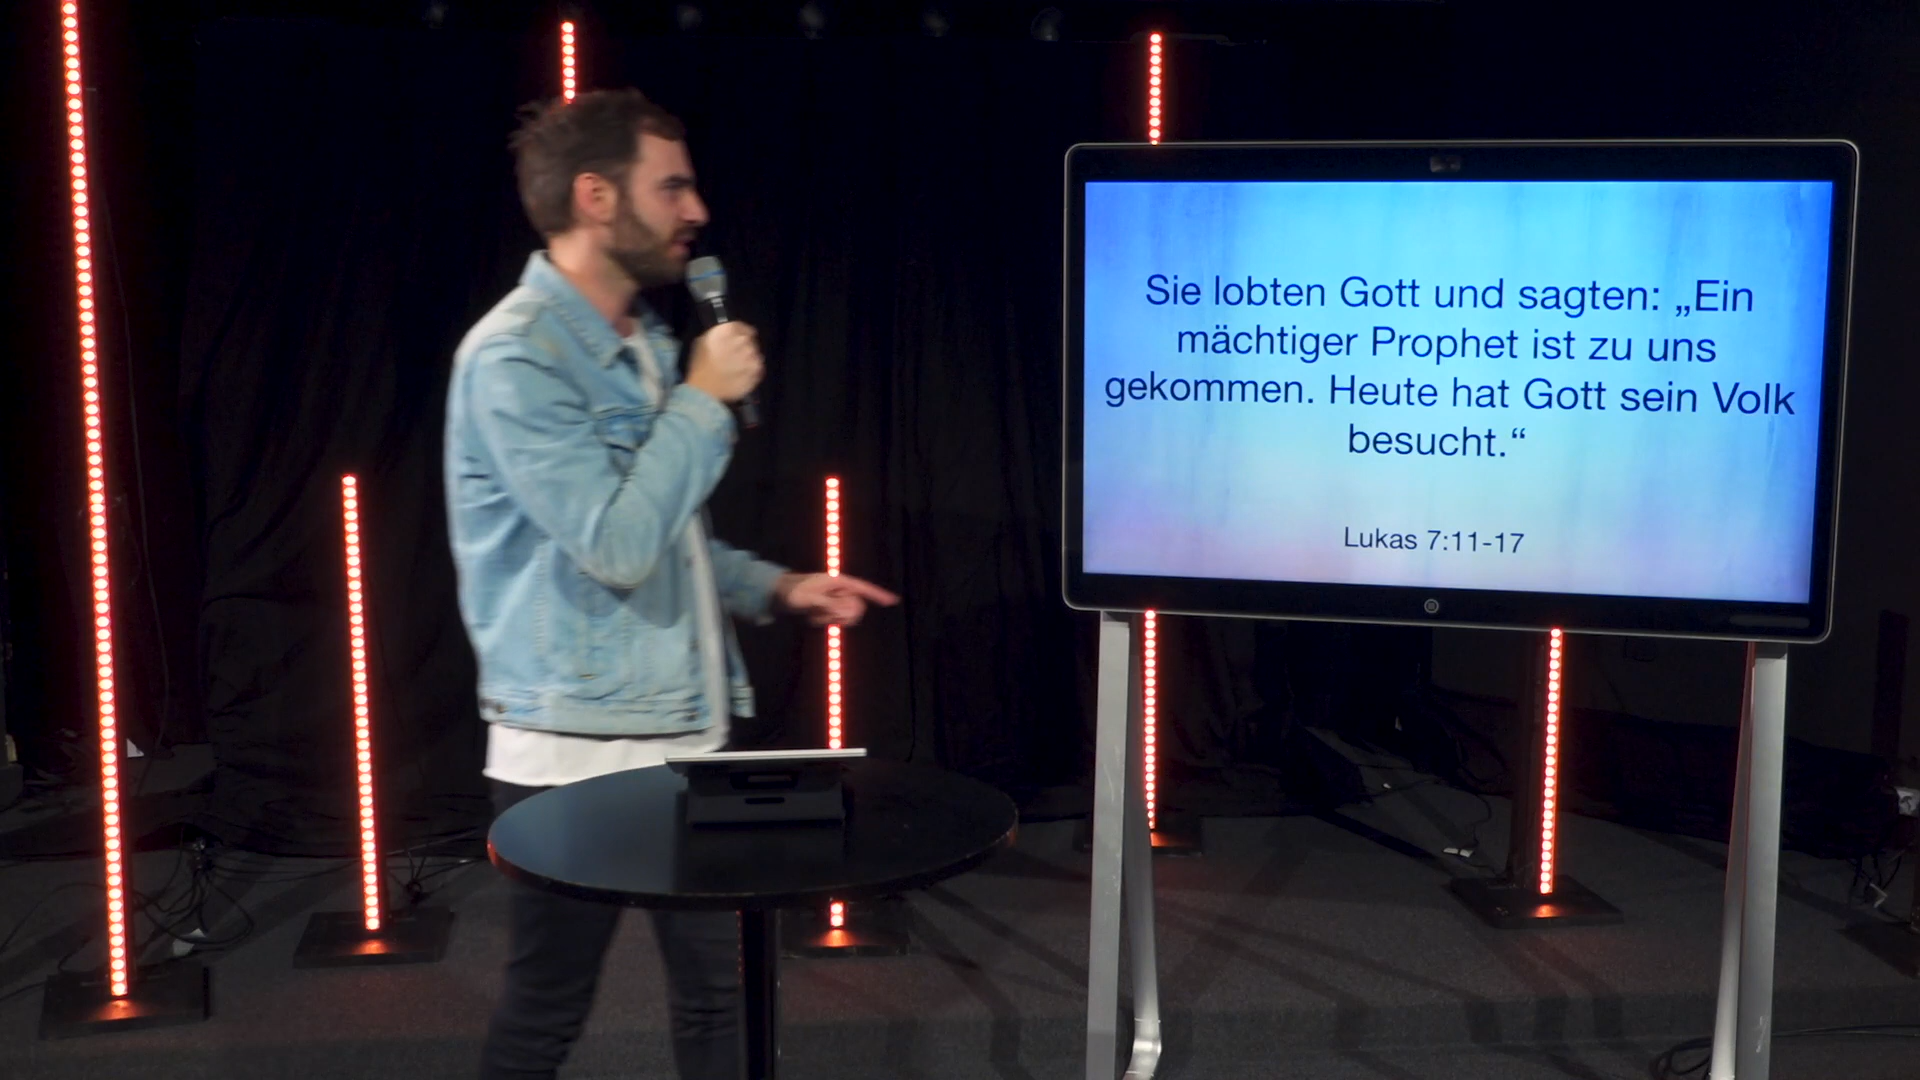 Sie lobten Gott und sagten: „Ein
mächtiger Prophet ist zu uns
gekommen. Heute hat Gott sein Volk
besucht.“
Lukas 7:11-17